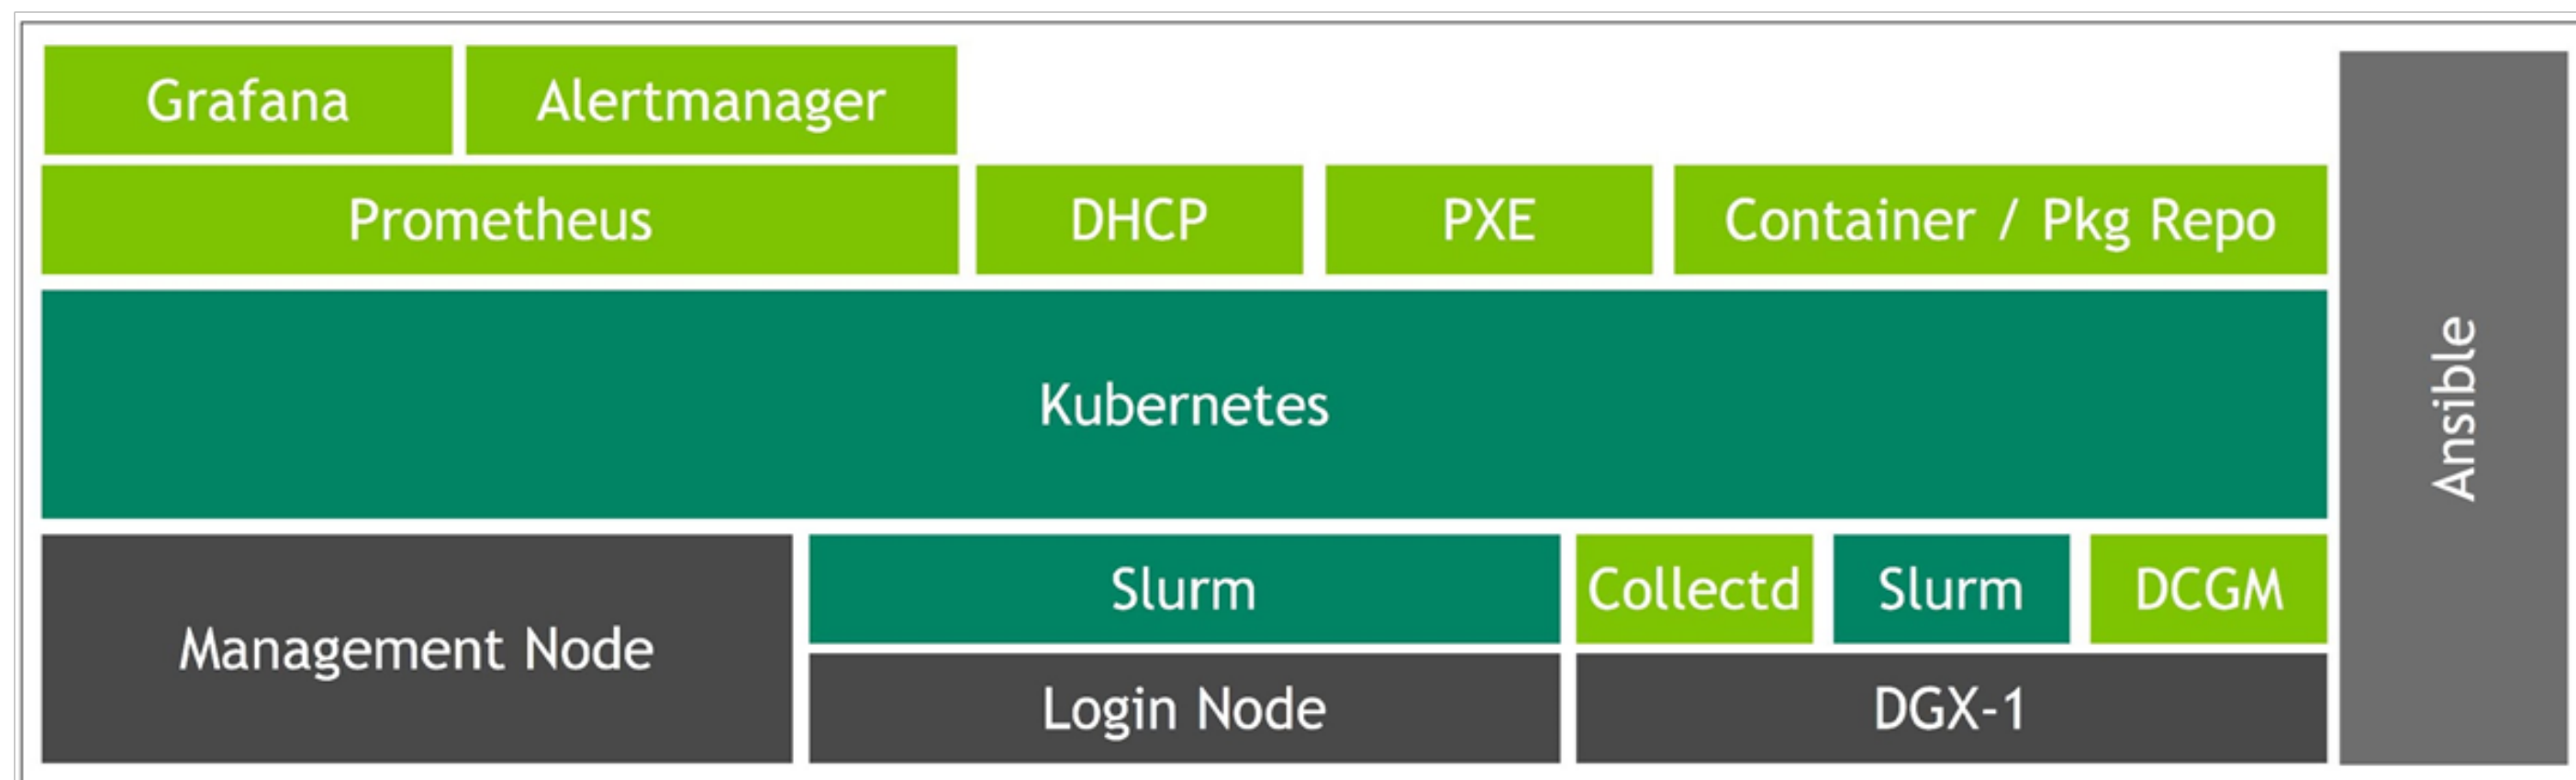 Grafana
Alertmanager
Prometheus
DHCP
PXE
Container / Pkg Repo
Kubernetes
Ansible
Management Node
Slurm
Collectd
Slurm
DCGM
Login Node
DGX-1